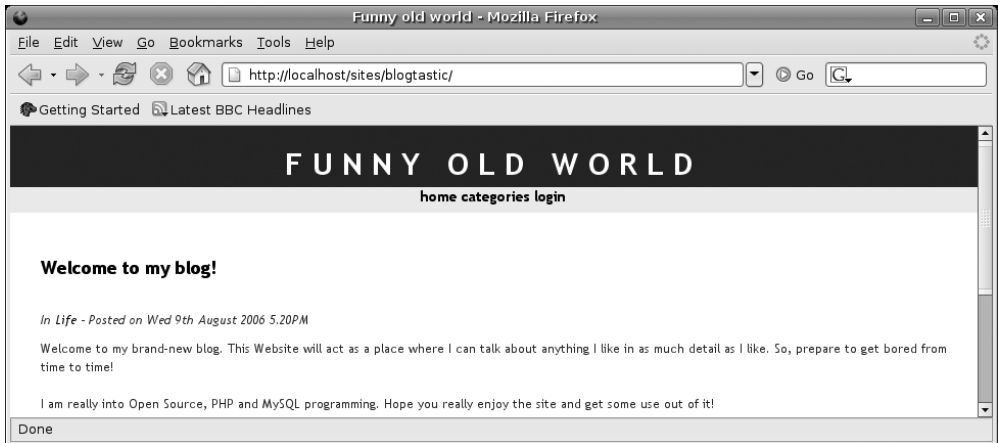 Funny old world - Mozilla Firefox
File Edit View Go Bookmarks Tools Help
http://localhost/sites/blogtastic/ Go G
Getting Started Latest BBC Headlines
FUNNY OLD WORLD
home categories login
Welcome to my blog!
In Life - Posted on Wed 9th August 2006 5.20PM
Welcome to my brand-new blog. This Website will act as a place where I can talk about anything I like in as much detail as I like. So, prepare to get bored from
time to time!
I am really into Open Source, PHP and MySQL programming. Hope you really enjoy the site and get some use out of it!
Done